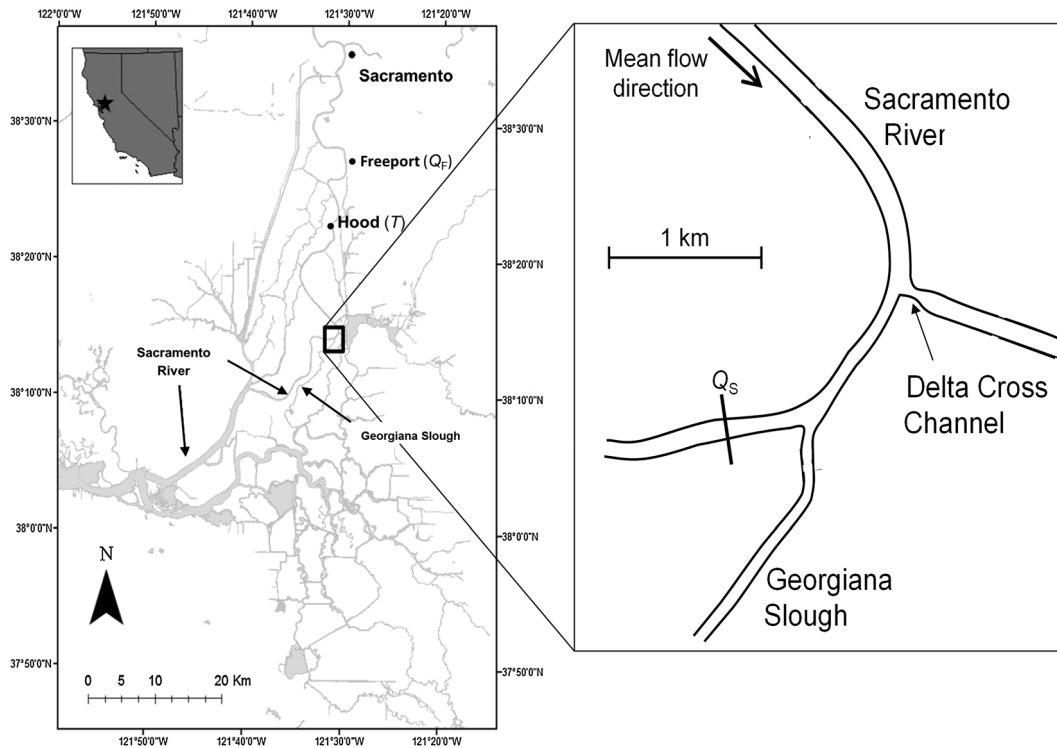 122°0'0"W
121°50'0"W
121°40'0"W
121°30'0"W
121°20'0"W
38°30'0"N
38°20'0"N
38°10'0"N
38°0'0"N
37°50'0"N
38°30'0"N
38°20'0"N
38°10'0"N
38°0'0"N
37°50'0"N
Sacramento
Freeport (QF)
Hood (T)
Sacramento
River
Georgiana Slough
N
0 5 10 20 Km
121°50'0"W
121°40'0"W
121°30'0"W
121°20'0"W
Mean flow
direction
Sacramento
River
1 km
QS
Delta Cross
Channel
Georgiana
Slough